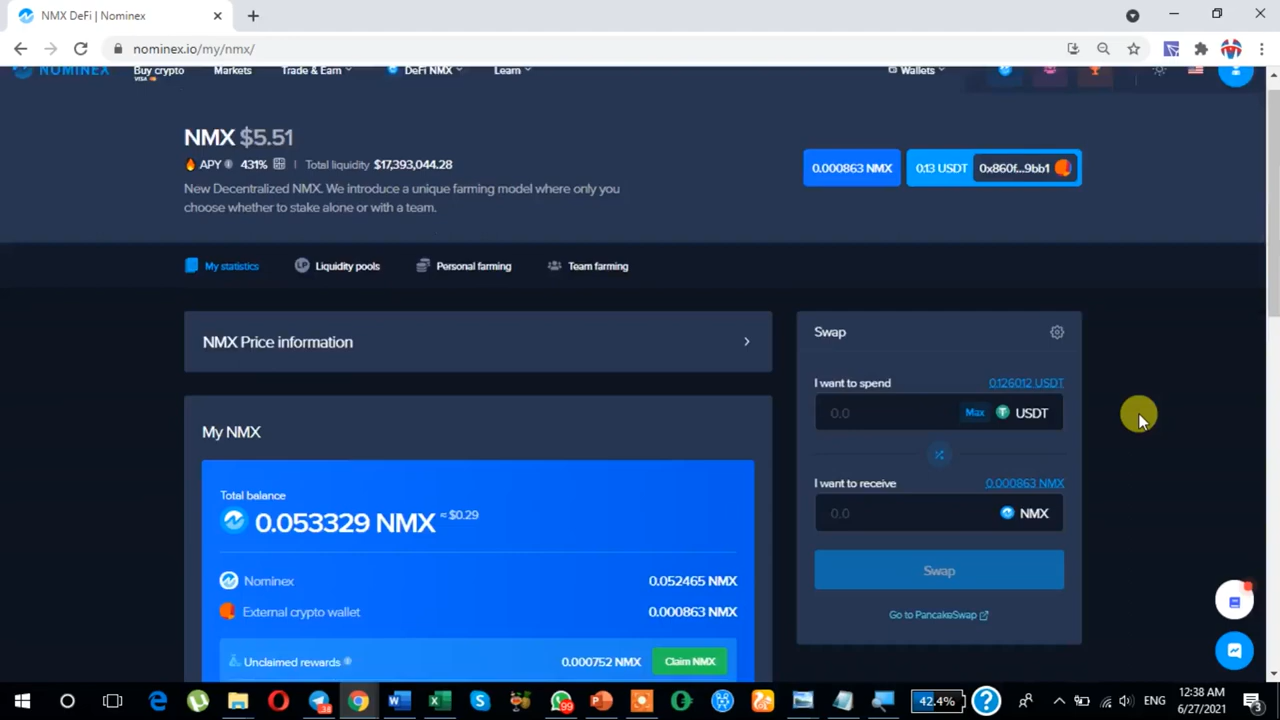 NMX DeFi | Nominex
nominex.io/my/nmx/
NOMINEX
Buy crypto
VISA
Markets
Trade & Earn
DeFi NMX
Learn
Wallets
NMX $5.51
APY 431% Total liquidity $17,393,044.28
New Decentralized NMX. We introduce a unique farming model where only you
choose whether to stake alone or with a team.
0.000863 NMX
0.13 USDT 0x860f...9bb1
My statistics
Liquidity pools
Personal farming
Team farming
NMX Price information
My NMX
Total balance
0.053329 NMX ≈ $0.29
Nominex 0.052465 NMX
External crypto wallet 0.000863 NMX
Unclaimed rewards 0.000752 NMX Claim NMX
Swap
I want to spend 0.126012 USDT
0.0 Max USDT
I want to receive 0.000863 NMX
0.0 NMX
Swap
Go to PancakeSwap
99
42.4%
ENG
12:38 AM
6/27/2021
3